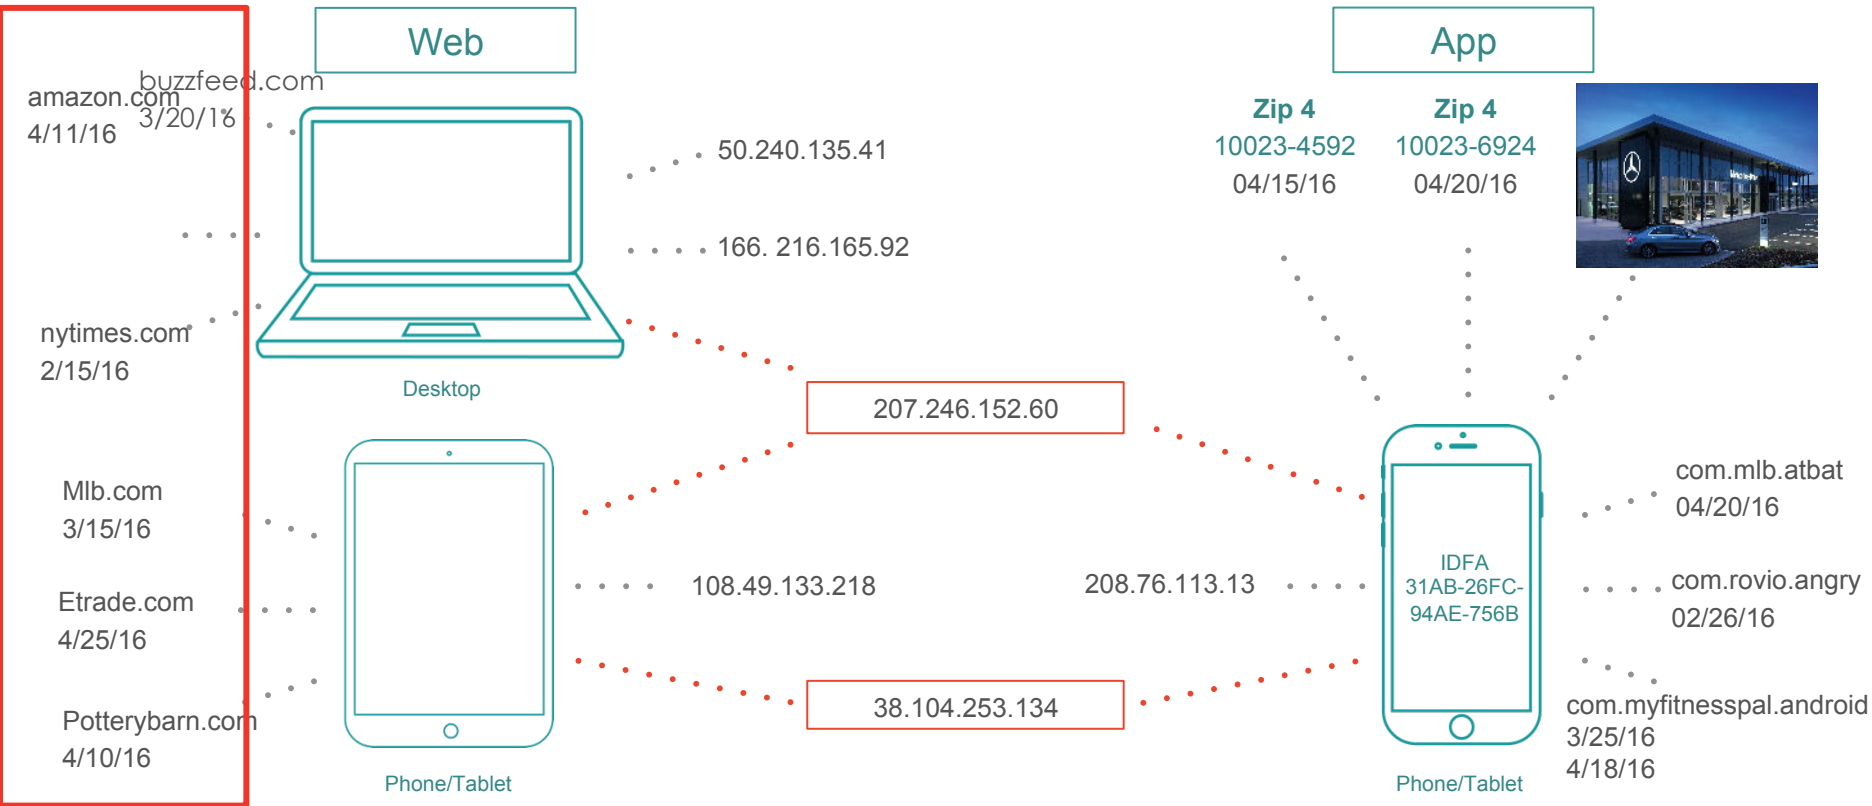 Web
App
buzzfeed.com
3/20/16
amazon.com
4/11/16
50.240.135.41
166. 216.165.92
Zip 4
10023-4592
04/15/16
Zip 4
10023-6924
04/20/16
nytimes.com
2/15/16
Desktop
207.246.152.60
Mlb.com
3/15/16
Etrade.com
4/25/16
Potterybarn.com
4/10/16
108.49.133.218
208.76.113.13
38.104.253.134
IDFA
31AB-26FC-
94AE-756B
com.mlb.atbat
04/20/16
com.rovio.angry
02/26/16
com.myfitnesspal.android
3/25/16
4/18/16
Phone/Tablet
Phone/Tablet